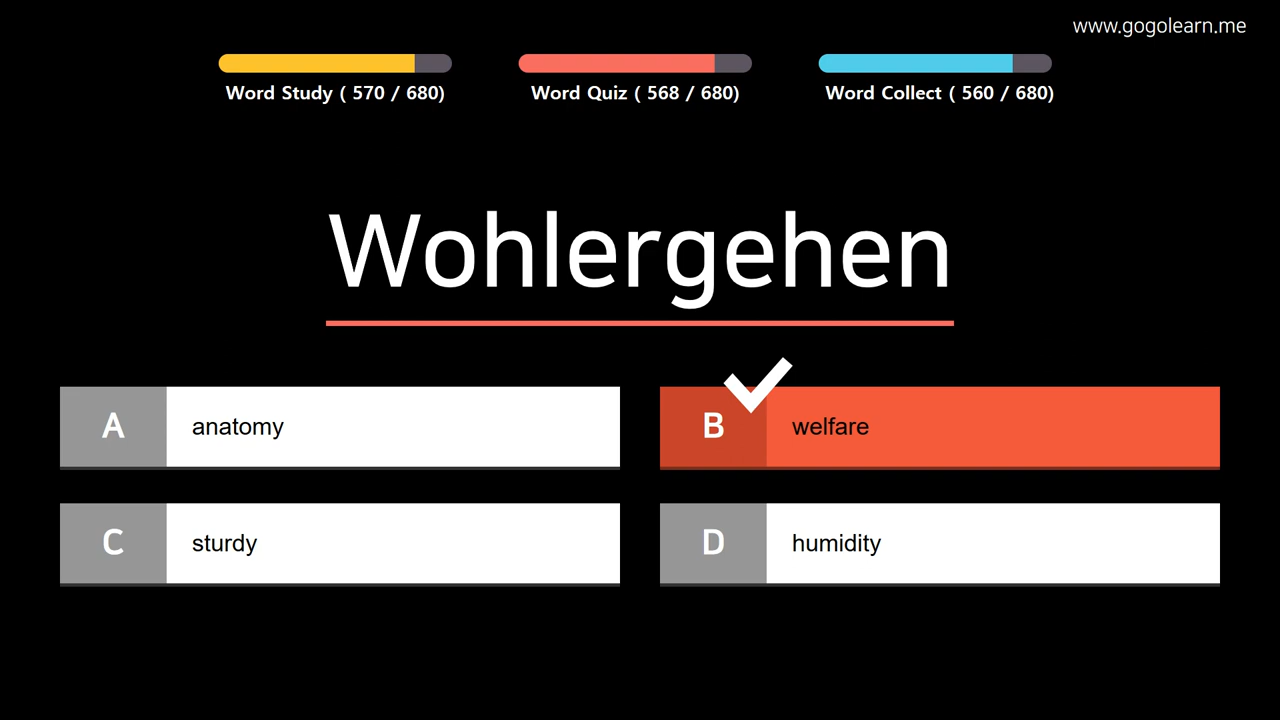 www.gogolearn.me
Word Study ( 570 / 680)
Word Quiz ( 568 / 680)
Word Collect ( 560 / 680)
Wohlergehen
A anatomy
B welfare
C sturdy
D humidity